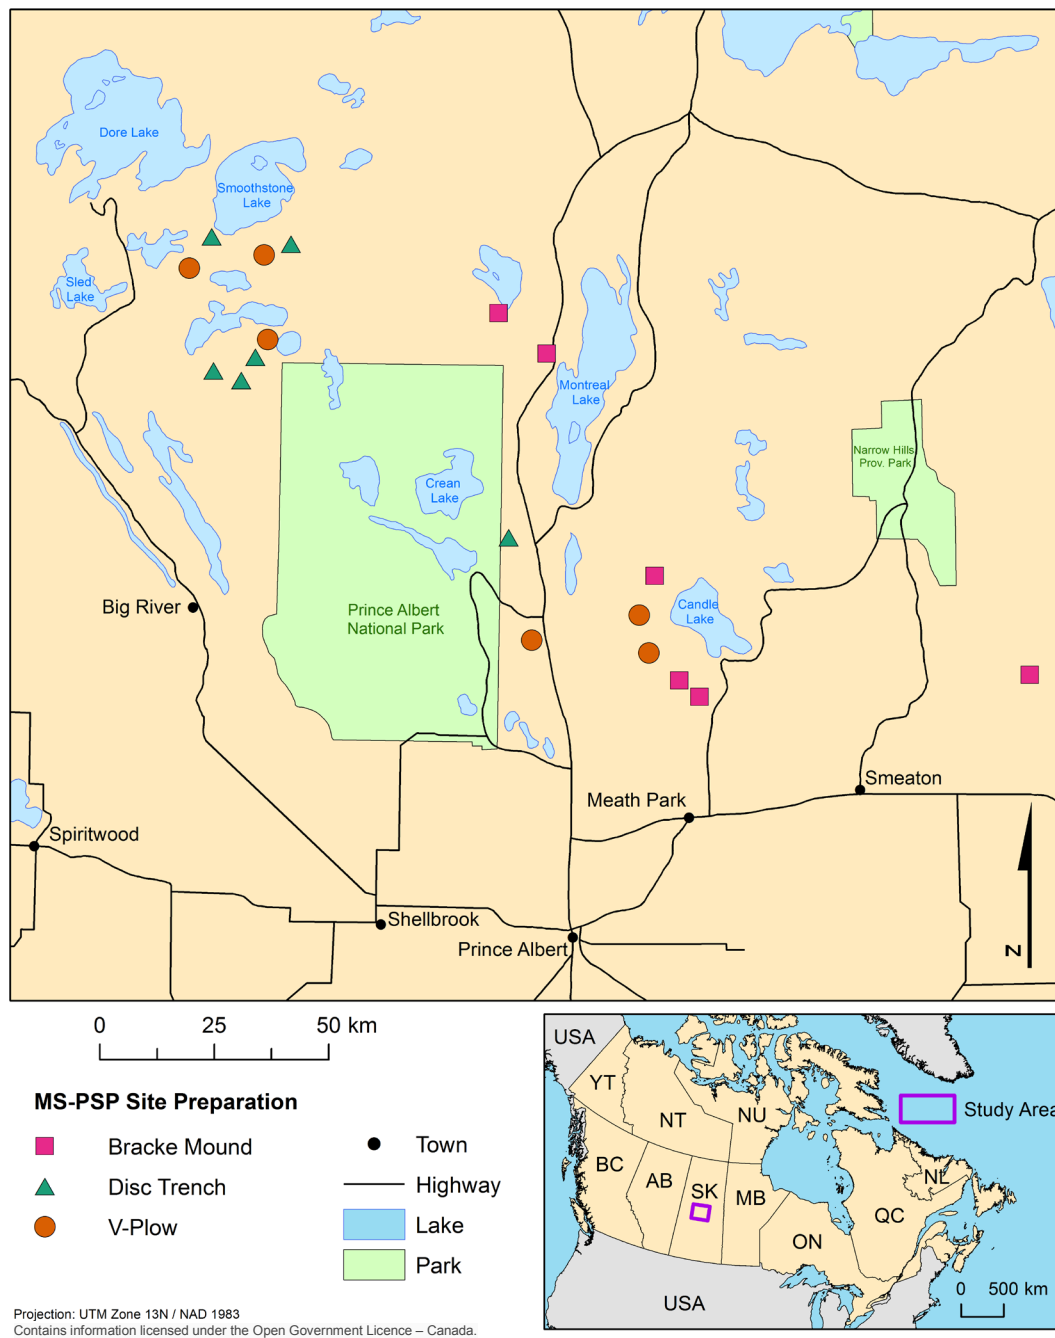 Dore Lake
Smoothstone
Lake
Sled
Lake
Montreal
Lake
Narrow Hills
Prov. Park
Crean
Lake
Candle
Lake
Big River
Prince Albert
National Park
Smeaton
Meath Park
Spiritwood
Shellbrook
Prince Albert
N
0 25 50 km
MS-PSP Site Preparation
Bracke Mound
Disc Trench
V-Plow
Town
Highway
Lake
Park
USA
YT
NT
NU
Study Area
BC
AB
SK
MB
NL
QC
ON
USA
0 500 km
Projection: UTM Zone 13N / NAD 1983
Contains information licensed under the Open Government Licence – Canada.